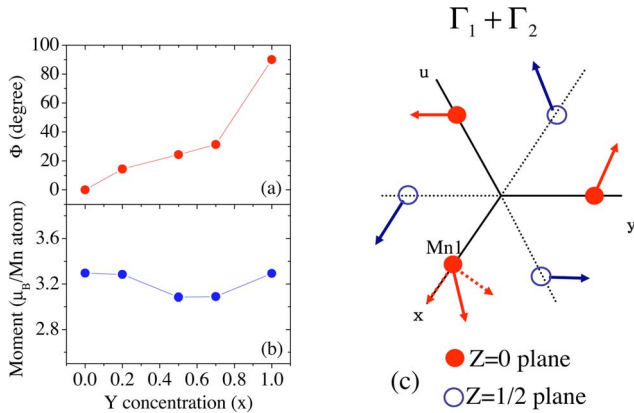 Φ (degree)
100
80
60
40
20
0
(a)
Moment (μB/Mn atom)
3.6
3.2
2.8
(b)
0.0 0.2 0.4 0.6 0.8 1.0
Y concentration (x)
Γ1 + Γ2
u
y
Mn1
x
(c)
Z=0 plane
Z=1/2 plane